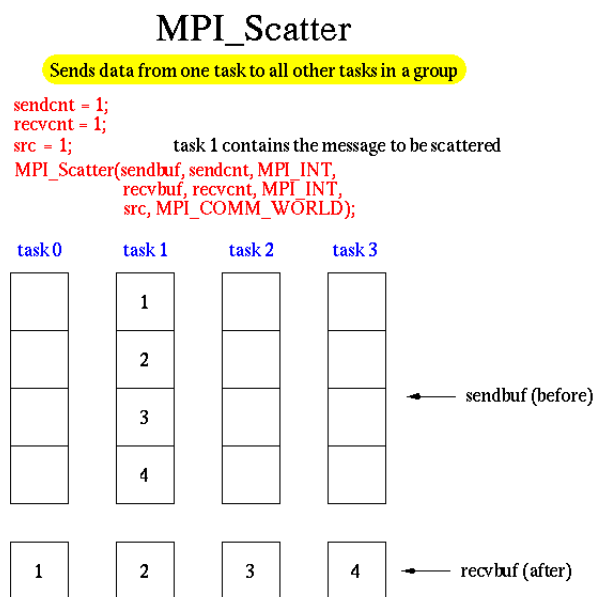 MPI_Scatter
Sends data from one task to all other tasks in a group
sendcnt = 1;
recvcnt = 1;
src = 1; task 1 contains the message to be scattered
MPI_Scatter(sendbuf, sendcnt, MPI_INT,
recvbuf, recvcnt, MPI_INT,
src, MPI_COMM_WORLD);
task 0 task 1 task 2 task 3
1
2
sendbuf (before)
3
4
1 2 3 4 recvbuf (after)